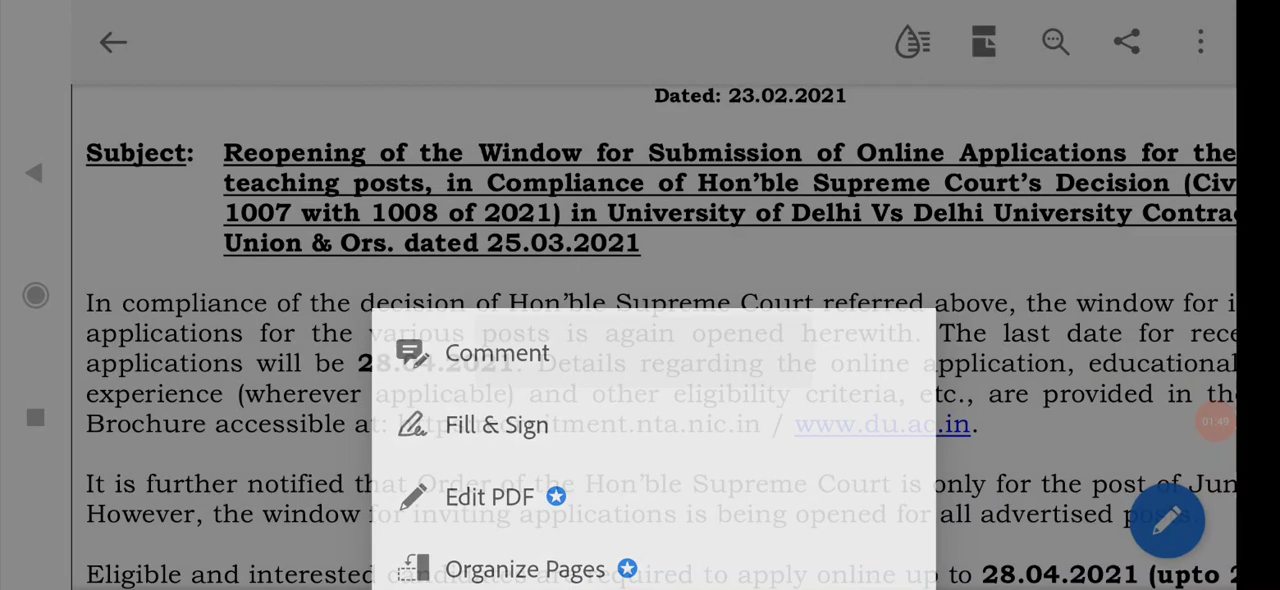 Dated: 23.02.2021
Subject: Reopening of the Window for Submission of Online Applications for the
teaching posts, in Compliance of Hon'ble Supreme Court's Decision (Civ
1007 with 1008 of 2021) in University of Delhi Vs Delhi University Contra
Union & Ors. dated 25.03.2021
In compliance of the decision of Hon'ble Supreme Court referred above, the window for i
applications for the various posts is again opened herewith. The last date for rece
applications will be 28.04.2021. Details regarding the online application, educational
experience (wherever applicable) and other eligibility criteria, etc., are provided in th
Brochure accessible at: itment.nta.nic.in / www.du.ac.in.
It is further notified that Order of the Hon'ble Supreme Court is only for the post of Jun
However, the window for inviting applications is being opened for all advertised posts.
Eligible and interested candidates are required to apply online up to 28.04.2021 (upto 2
Comment
Fill & Sign
Edit PDF
Organize Pages
01:49